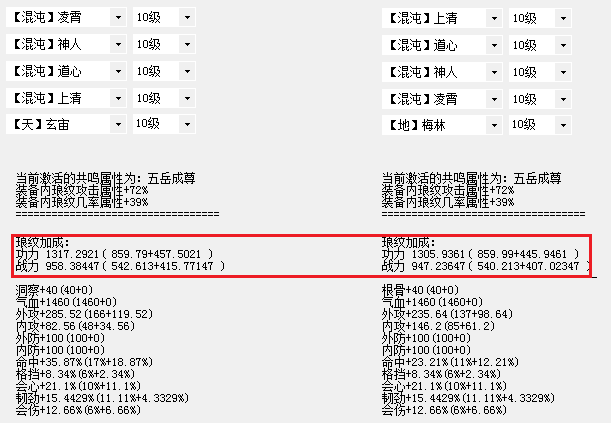 【混沌】凌霄 10级
【混沌】神人 10级
【混沌】道心 10级
【混沌】上清 10级
【天】玄宙 10级
当前激活的共鸣属性为：五岳成尊
装备内琅纹攻击属性+72%
装备内琅纹几率属性+39%
==================================
琅纹加成：
功力 1317.2921( 859.79+457.5021 )
战力 958.38447( 542.613+415.77147 )
洞察+40(40+0)
气血+1460(1460+0)
外攻+285.52(166+119.52)
内攻+82.56(48+34.56)
外防+100(100+0)
内防+100(100+0)
命中+35.87%(17%+18.87%)
格挡+8.34%(6%+2.34%)
会心+21.1%(10%+11.1%)
韧劲+15.4429%(11.11%+4.3329%)
会伤+12.66%(6%+6.66%)
【混沌】上清 10级
【混沌】道心 10级
【混沌】神人 10级
【混沌】凌霄 10级
【地】梅林 10级
当前激活的共鸣属性为：五岳成尊
装备内琅纹攻击属性+72%
装备内琅纹几率属性+39%
==================================
琅纹加成：
功力 1305.9361( 859.99+445.9461 )
战力 947.23647( 540.213+407.02347 )
根骨+40(40+0)
气血+1460(1460+0)
外攻+235.64(137+98.64)
内攻+146.2(85+61.2)
外防+100(100+0)
内防+100(100+0)
命中+23.21%(11%+12.21%)
格挡+8.34%(6%+2.34%)
会心+21.1%(10%+11.1%)
韧劲+15.4429%(11.11%+4.3329%)
会伤+12.66%(6%+6.66%)